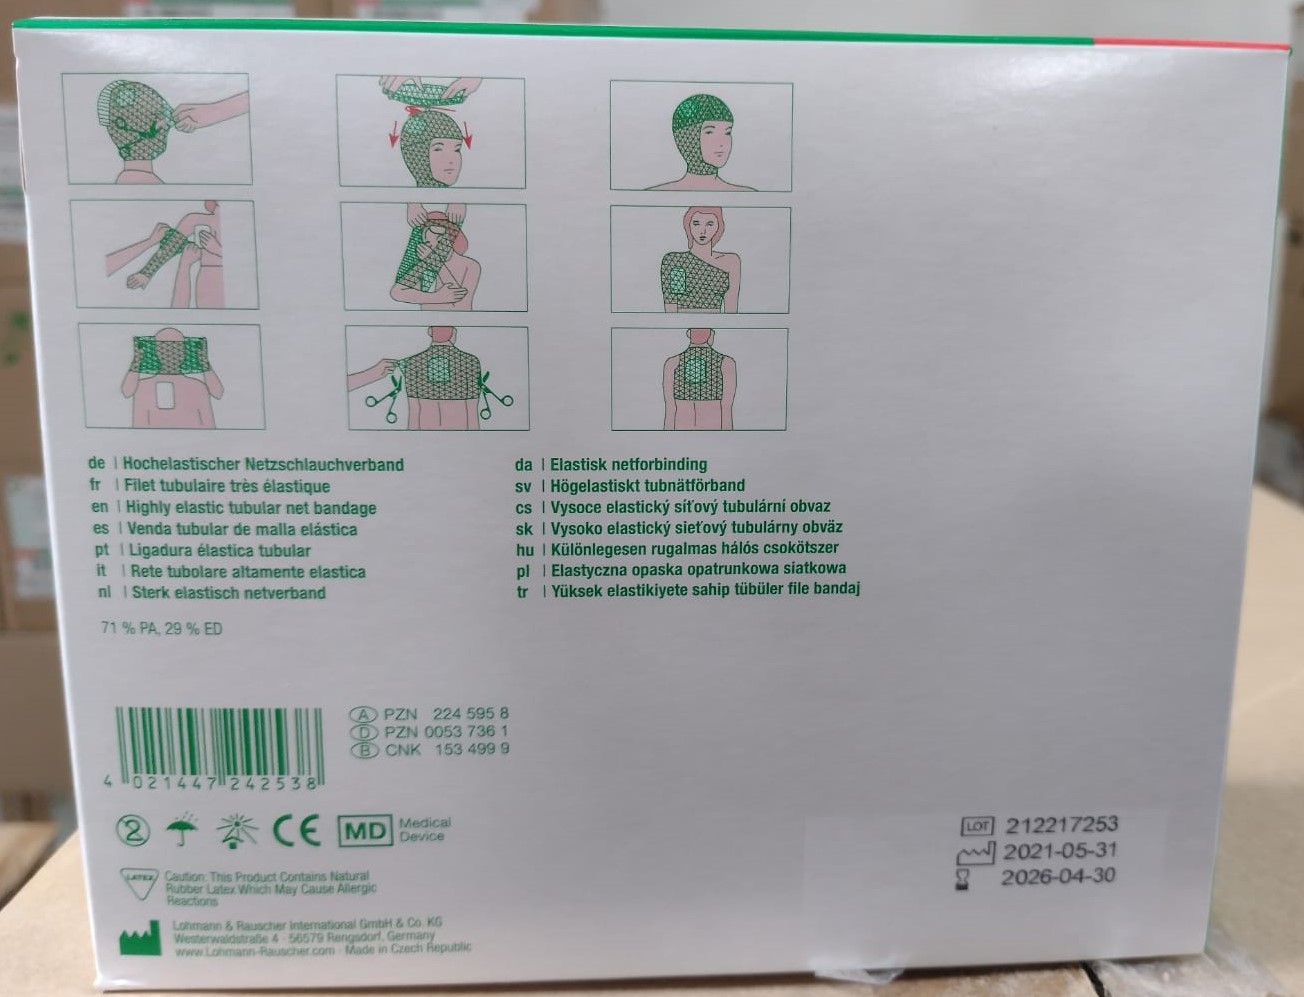 de | Hochelastischer Netzschlauchverband
fr | Filet tubulaire très élastique
en | Highly elastic tubular net bandage
es | Venda tubular de malla elástica
pt | Ligadura élastica tubular
it | Rete tubolare altamente elastica
nl | Sterk elastisch netverband
da | Elastisk netforbinding
sv | Högelastiskt tubnätförband
cs | Vysoce elastický síťový tubulární obvaz
sk | Vysoko elastický sieťový tubulárny obväz
hu | Különlegesen rugalmas hálós csokötszer
pl | Elastyczna opaska opatrunkowa siatkowa
tr | Yüksek elastikiyete sahip tübüler file bandaj
71 % PA, 29 % ED
4 021447 242538
A PZN 224 595 8
D PZN 0053 736 1
B CNK 153 499 9
2
CE
MD Medical
Device
LATEX
Caution: This Product Contains Natural
Rubber Latex Which May Cause Allergic
Reactions
Lohmann & Rauscher International GmbH & Co. KG
Westerwaldstraße 4 · 56579 Rengsdorf, Germany
www.Lohmann-Rauscher.com · Made in Czech Republic
LOT 212217253
2021-05-31
2026-04-30